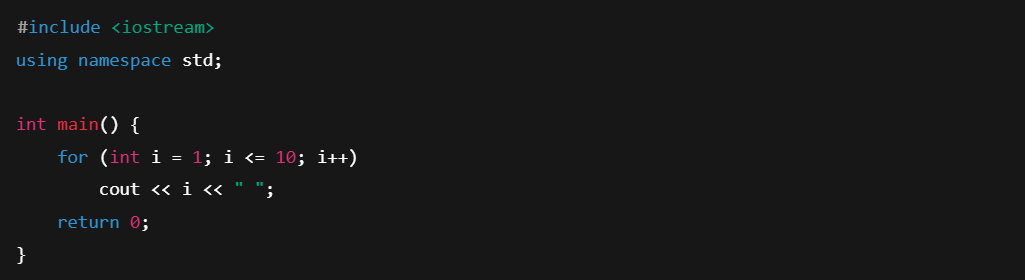 #include <iostream>
using namespace std;

int main() {
    for (int i = 1; i <= 10; i++)
        cout << i << " ";
    return 0;
}